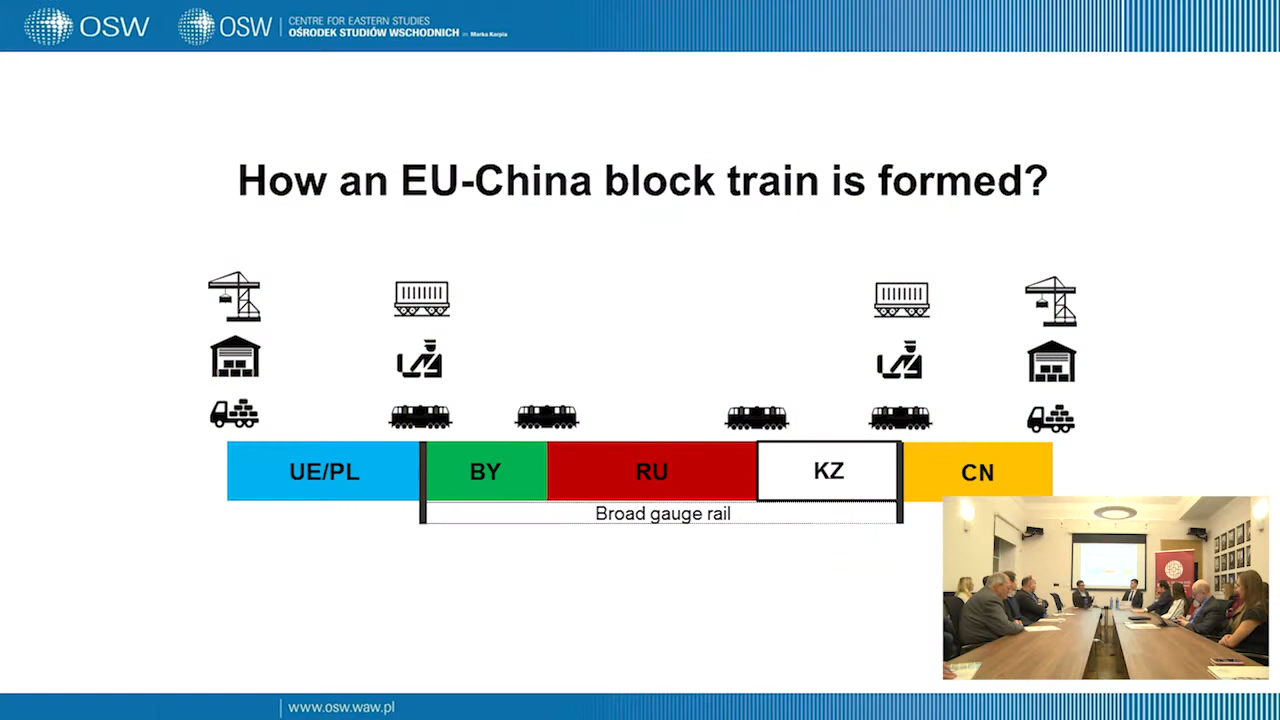 OSW
OSW
CENTRE FOR EASTERN STUDIES
OŚRODEK STUDIÓW WSCHODNICH im. Marka Karpia
How an EU-China block train is formed?
UE/PL
BY
RU
KZ
CN
Broad gauge rail
www.osw.waw.pl